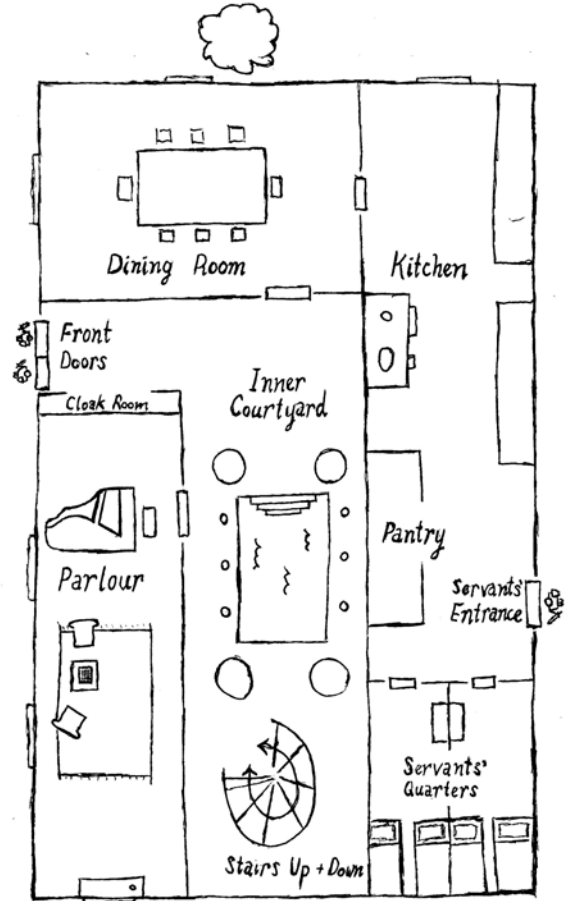 Dining Room
Kitchen
Front
Doors
Cloak Room
Inner
Courtyard
Parlour
Pantry
Servants'
Entrance
Servants'
Quarters
Stairs Up + Down